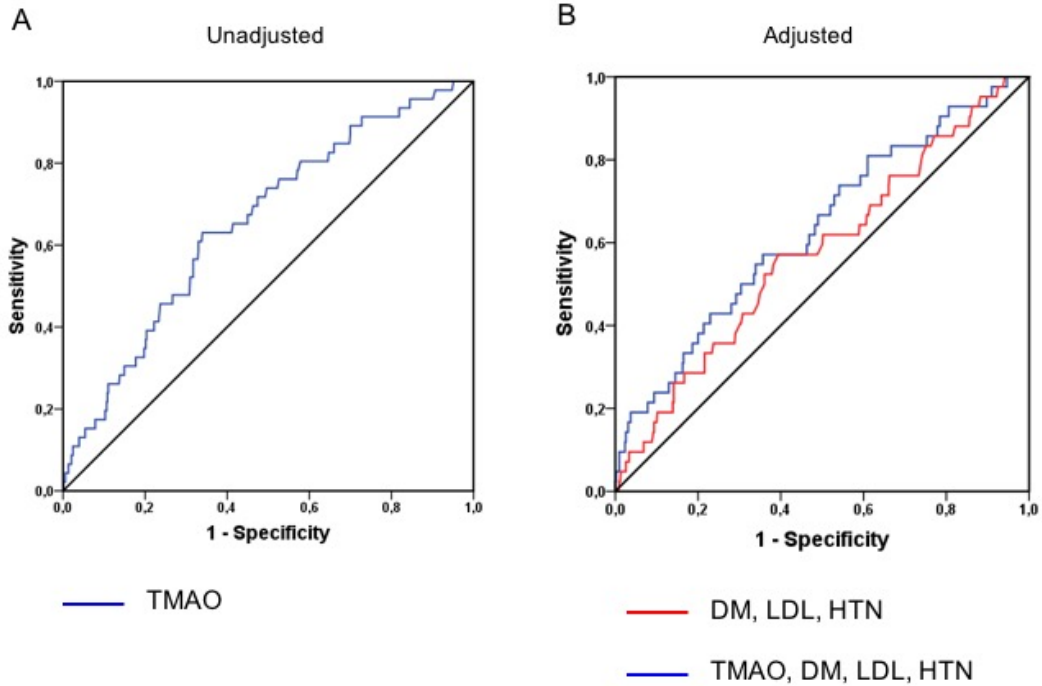 A
Unadjusted
1,0
0,8
0,6
0,4
0,2
0,0
Sensitivity
0,0 0,2 0,4 0,6 0,8 1,0
1 - Specificity
TMAO
B
Adjusted
1,0
0,8
0,6
0,4
0,2
0,0
Sensitivity
0,0 0,2 0,4 0,6 0,8 1,0
1 - Specificity
DM, LDL, HTN
TMAO, DM, LDL, HTN